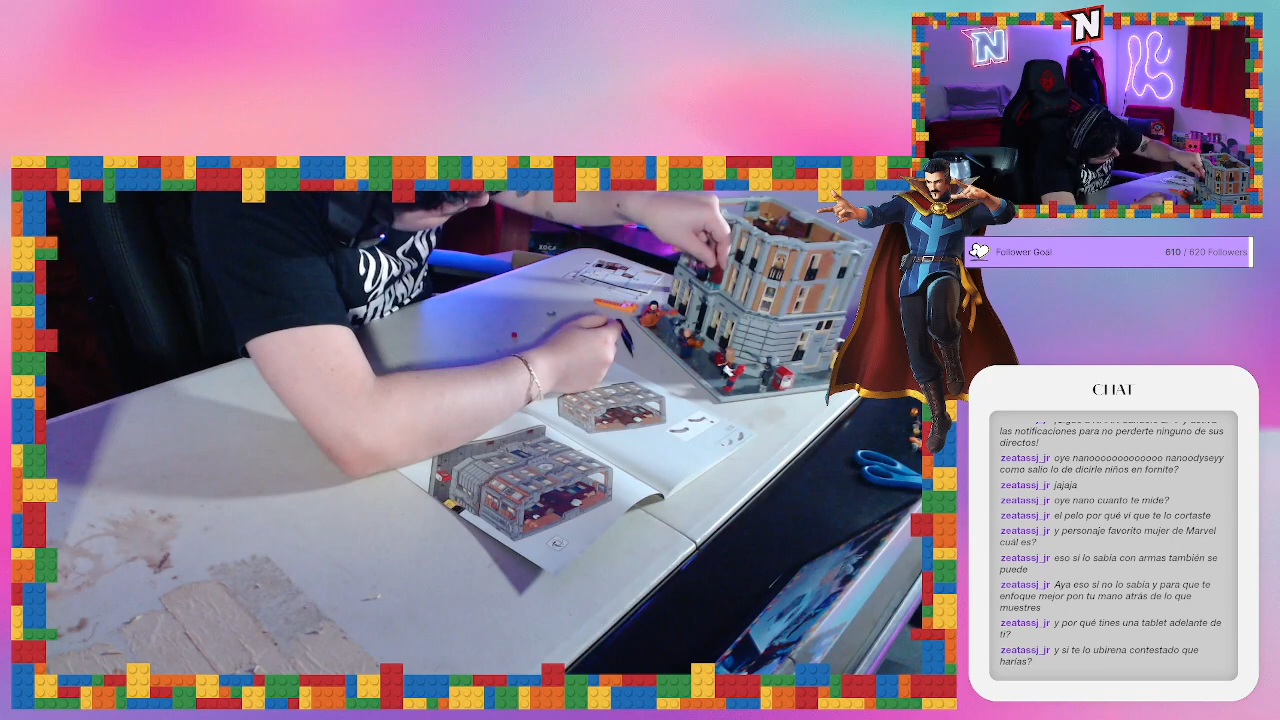 N
N
Follower Goal
610 / 620 Followers
CHAT
las notificaciones para no perderte ninguno de sus
directos!
zeatassj_jr oye nanooooooooooooo nanoodyseyy
como salio lo de dicirle niños en fornite?
zeatassj_jr jajaja
zeatassj_jr oye nano cuanto te mide?
zeatassj_jr el pelo por qué vi que te lo cortaste
zeatassj_jr y personaje favorito mujer de Marvel
cuál es?
zeatassj_jr eso sí lo sabía con armas también se
puede
zeatassj_jr Aya eso sí no lo sabía y para que te
enfoque mejor pon tu mano atrás de lo que
muestres
zeatassj_jr y por qué tines una tablet adelante de
ti?
zeatassj_jr y si te lo ubirena contestado que
harías?